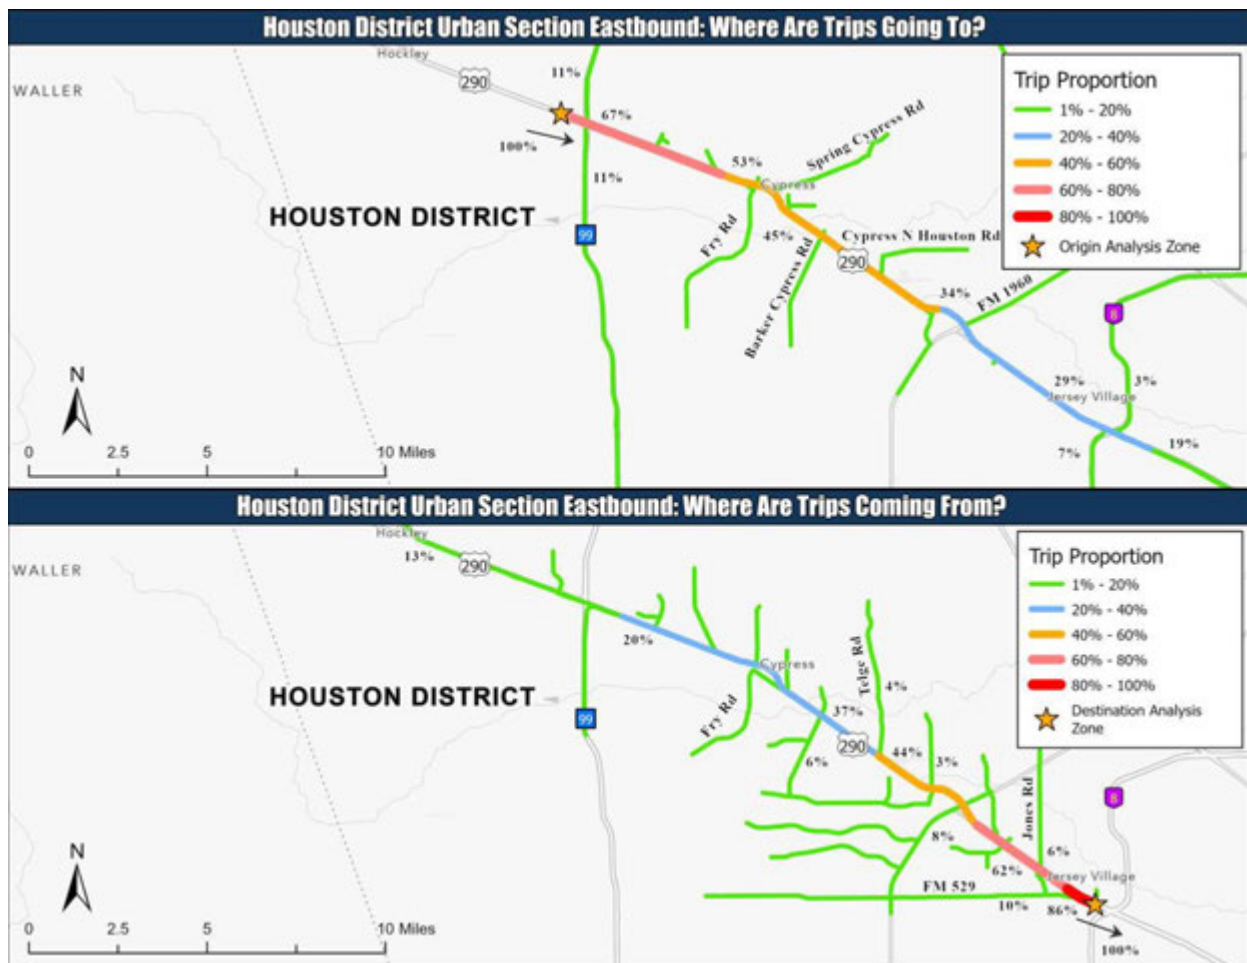 Houston District Urban Section Eastbound: Where Are Trips Going To?
Hockley
290
WALLER
11%
67%
100%
11%
HOUSTON DISTRICT
99
53%
Cypress
Spring Cypress Rd
Fry Rd
45%
Barker Cypress Rd
Cypress N Houston Rd
290
34%
FM 1960
8
29%
Jersey Village
3%
7%
19%
Trip Proportion
1% - 20%
20% - 40%
40% - 60%
60% - 80%
80% - 100%
Origin Analysis Zone
N
0 2.5 5 10 Miles
Houston District Urban Section Eastbound: Where Are Trips Coming From?
Hockley
13%
290
WALLER
20%
HOUSTON DISTRICT
99
Cypress
Fry Rd
37%
290
Telge Rd
4%
44%
6%
3%
8%
62%
Jones Rd
6%
Jersey Village
8
FM 529
10%
86%
100%
Trip Proportion
1% - 20%
20% - 40%
40% - 60%
60% - 80%
80% - 100%
Destination Analysis
Zone
N
0 2.5 5 10 Miles